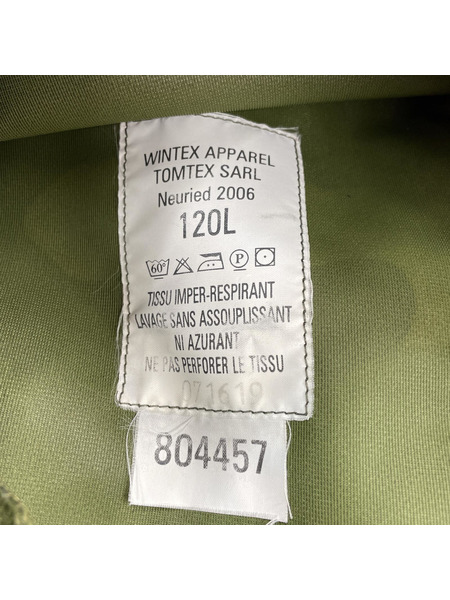 WINTEX APPAREL
TOMTEX SARL
Neuried 2006
120L
60° P
TISSU IMPER-RESPIRANT
LAVAGE SANS ASSOUPLISSANT
NI AZURANT
NE PAS PERFORER LE TISSU
071619
804457